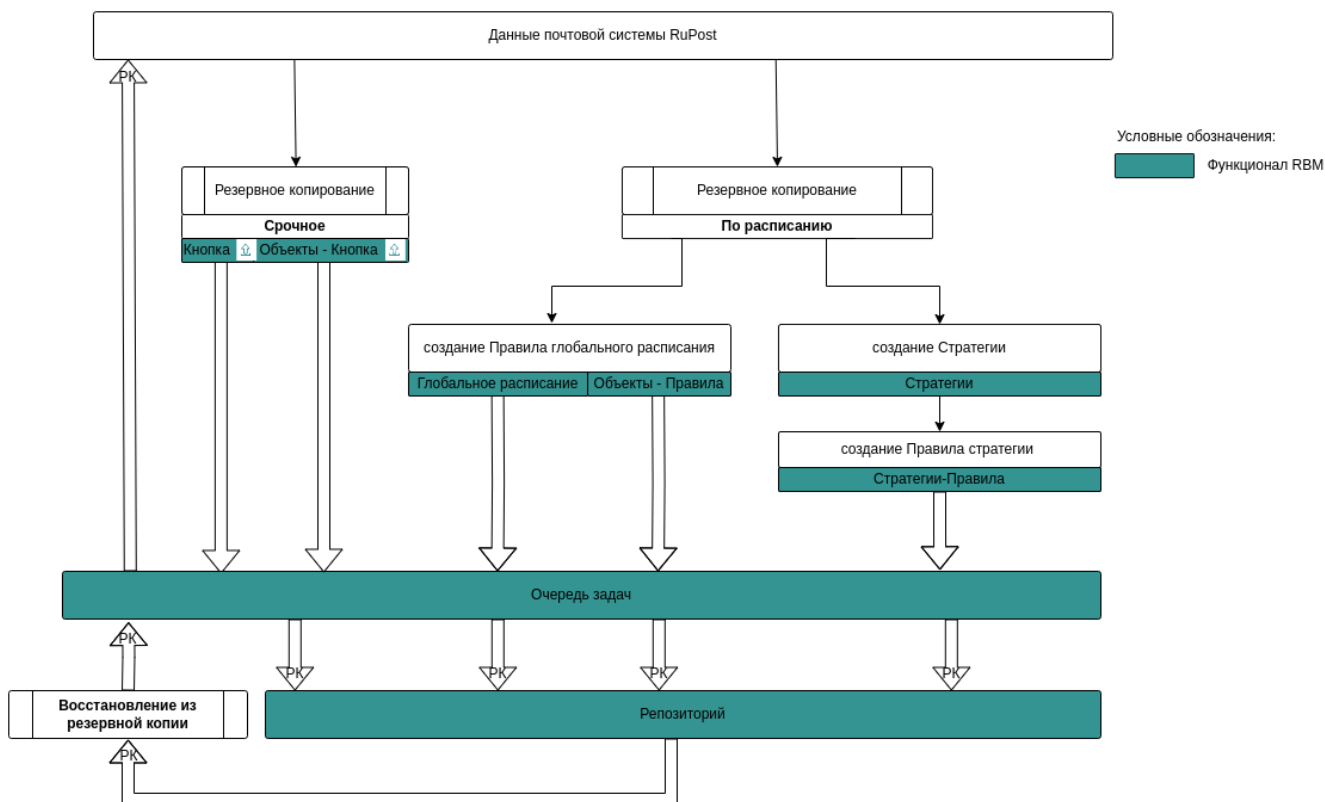 Данные почтовой системы RuPost
РК
Условные обозначения:
Функционал RBM
Резервное копирование
Срочное
Кнопка
Объекты - Кнопка
Резервное копирование
По расписанию
создание Правила глобального расписания
Глобальное расписание
Объекты - Правила
создание Стратегии
Стратегии
создание Правила стратегии
Стратегии-Правила
Очередь задач
РК
РК
РК
РК
РК
Восстановление из
резервной копии
Репозиторий
РК